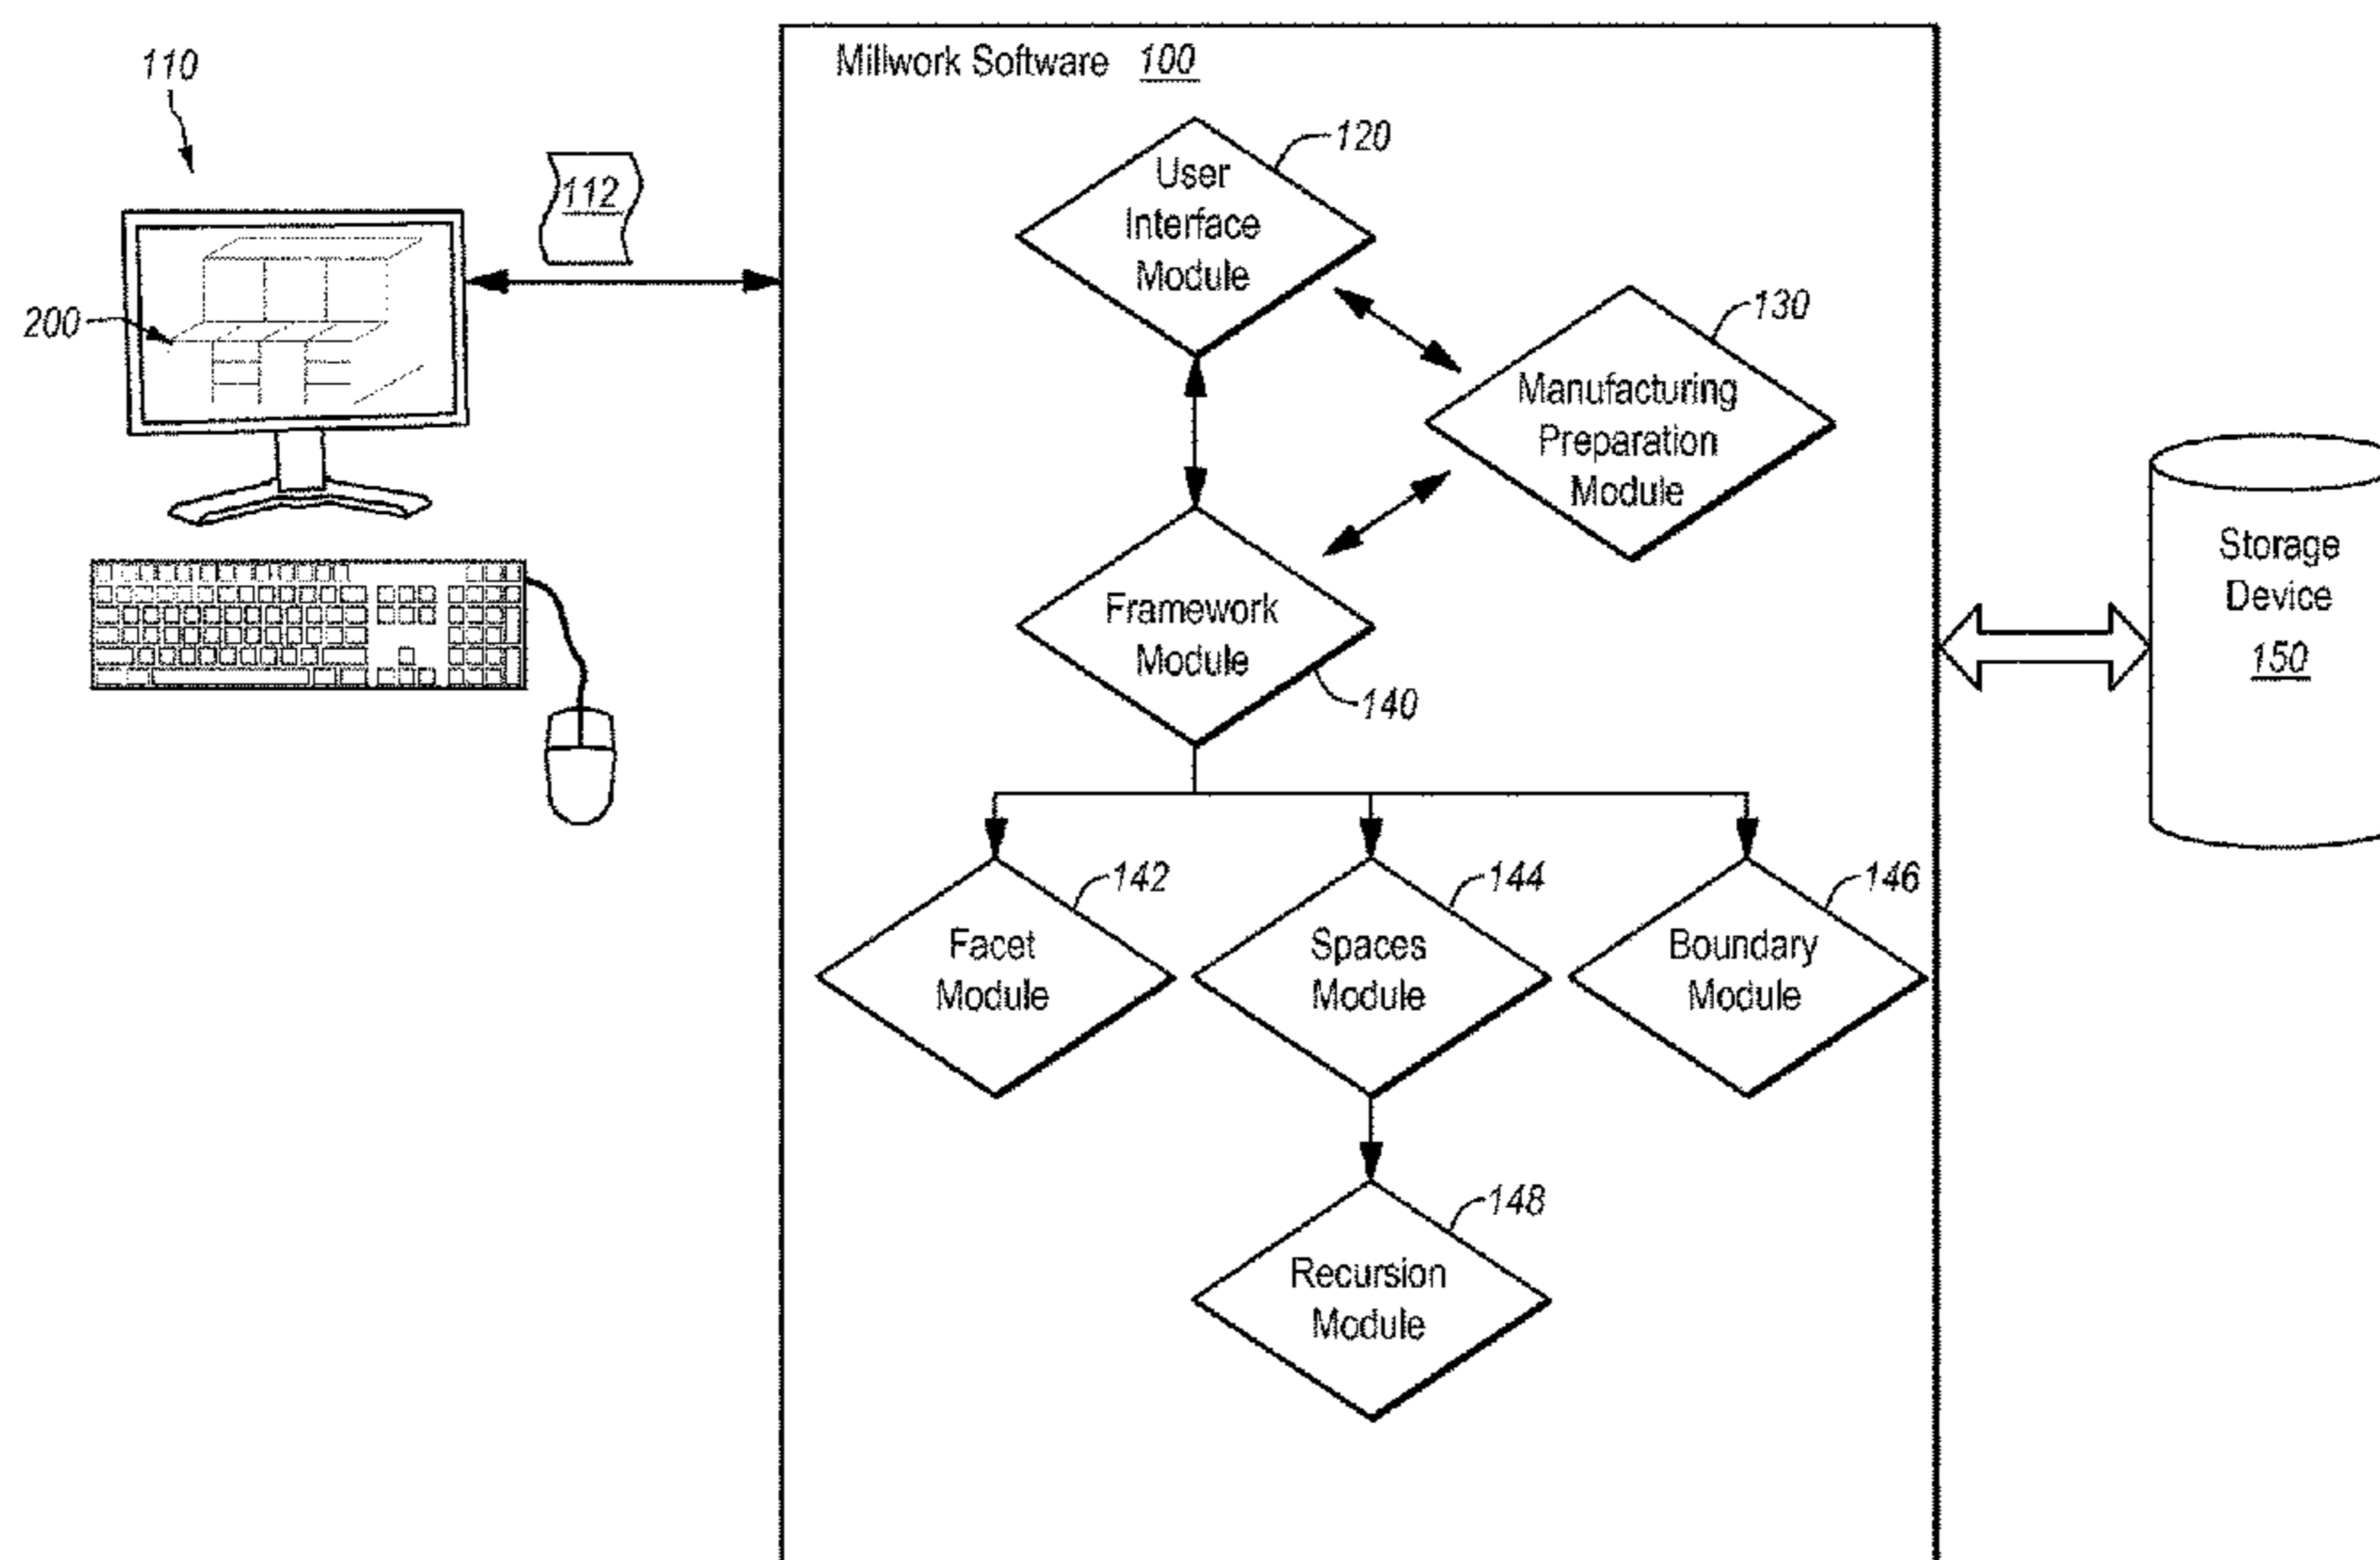 Millwork Software 100
110
112
200
120
User
Interface
Module
130
Manufacturing
Preparation
Module
Framework
Module
140
Storage
Device
150
142
Facet
Module
144
Spaces
Module
146
Boundary
Module
148
Recursion
Module